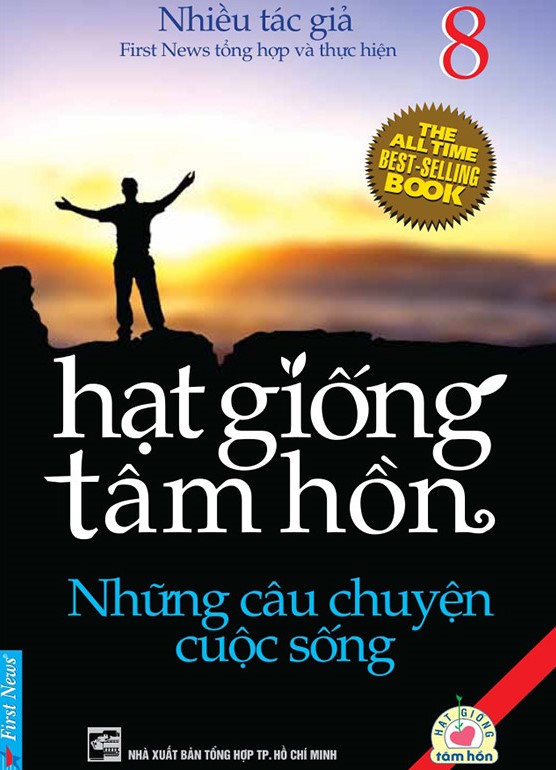 Nhiều tác giả
First News tổng hợp và thực hiện
8
THE
ALL TIME
BEST-SELLING
BOOK
hạt giống
tâm hồn
Những câu chuyện
cuộc sống
First News®
NHÀ XUẤT BẢN TỔNG HỢP TP. HỒ CHÍ MINH
HẠT GIỐNG
tâm hồn